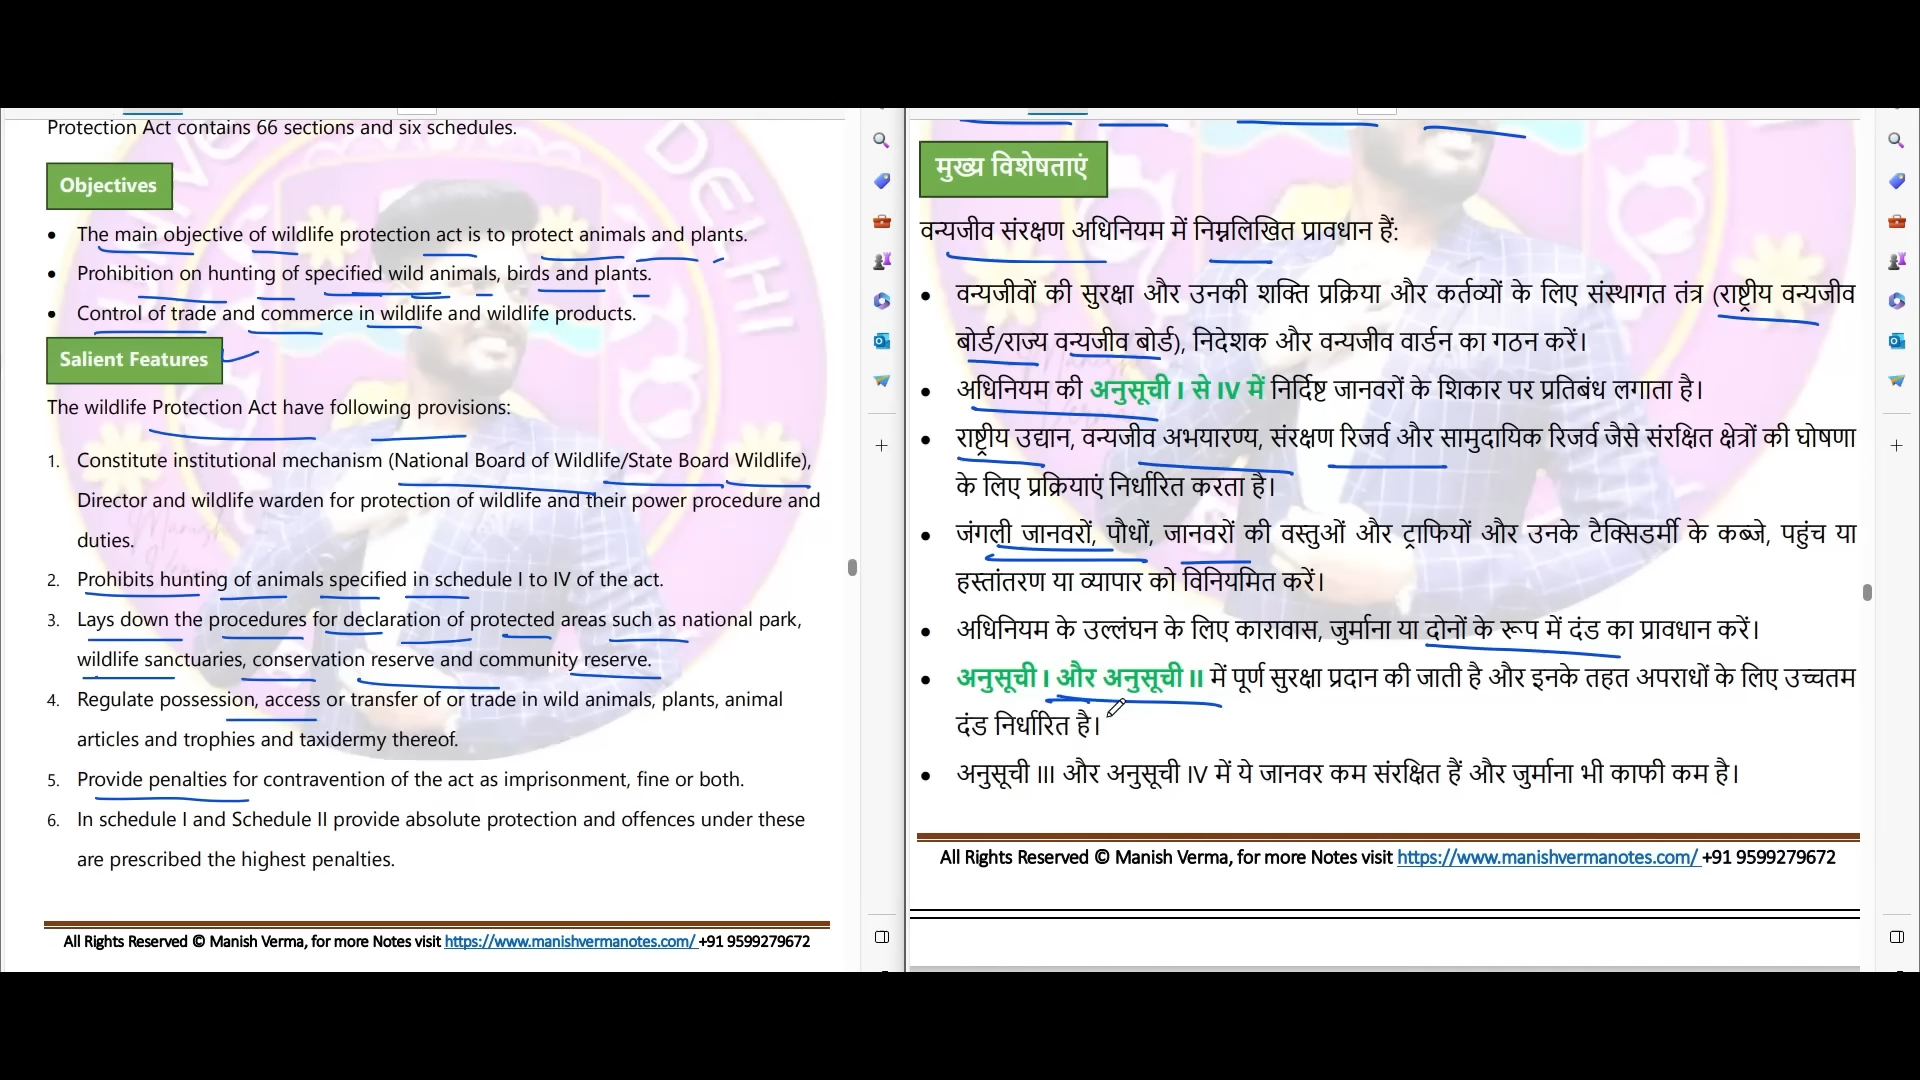 Protection Act contains 66 sections and six schedules.
Objectives
• The main objective of wildlife protection act is to protect animals and plants.
• Prohibition on hunting of specified wild animals, birds and plants.
• Control of trade and commerce in wildlife and wildlife products.
Salient Features
The wildlife Protection Act have following provisions:
1. Constitute institutional mechanism (National Board of Wildlife/State Board Wildlife),
Director and wildlife warden for protection of wildlife and their power procedure and
duties.
2. Prohibits hunting of animals specified in schedule I to IV of the act.
3. Lays down the procedures for declaration of protected areas such as national park,
wildlife sanctuaries, conservation reserve and community reserve.
4. Regulate possession, access or transfer of or trade in wild animals, plants, animal
articles and trophies and taxidermy thereof.
5. Provide penalties for contravention of the act as imprisonment, fine or both.
6. In schedule I and Schedule II provide absolute protection and offences under these
are prescribed the highest penalties.
All Rights Reserved © Manish Verma, for more Notes visit https://www.manishvermanotes.com/ +91 9599279672
मुख्य विशेषताएं
वन्यजीव संरक्षण अधिनियम में निम्नलिखित प्रावधान हैं:
• वन्यजीवों की सुरक्षा और उनकी शक्ति प्रक्रिया और कर्तव्यों के लिए संस्थागत तंत्र (राष्ट्रीय वन्यजीव
बोर्ड/राज्य वन्यजीव बोर्ड), निदेशक और वन्यजीव वार्डन का गठन करें।
• अधिनियम की अनुसूची I से IV में निर्दिष्ट जानवरों के शिकार पर प्रतिबंध लगाता है।
• राष्ट्रीय उद्यान, वन्यजीव अभयारण्य, संरक्षण रिजर्व और सामुदायिक रिजर्व जैसे संरक्षित क्षेत्रों की घोषणा
के लिए प्रक्रियाएं निर्धारित करता है।
• जंगली जानवरों, पौधों, जानवरों की वस्तुओं और ट्राफियों और उनके टैक्सिडर्मी के कब्जे, पहुंच या
हस्तांतरण या व्यापार को विनियमित करें।
• अधिनियम के उल्लंघन के लिए कारावास, जुर्माना या दोनों के रूप में दंड का प्रावधान करें।
• अनुसूची I और अनुसूची II में पूर्ण सुरक्षा प्रदान की जाती है और इनके तहत अपराधों के लिए उच्चतम
दंड निर्धारित है।
• अनुसूची III और अनुसूची IV में ये जानवर कम संरक्षित हैं और जुर्माना भी काफी कम है।
All Rights Reserved © Manish Verma, for more Notes visit https://www.manishvermanotes.com/ +91 9599279672